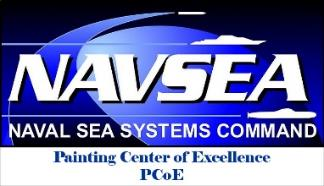 NAVSEA
NAVAL SEA SYSTEMS COMMAND
Painting Center of Excellence
PCoE